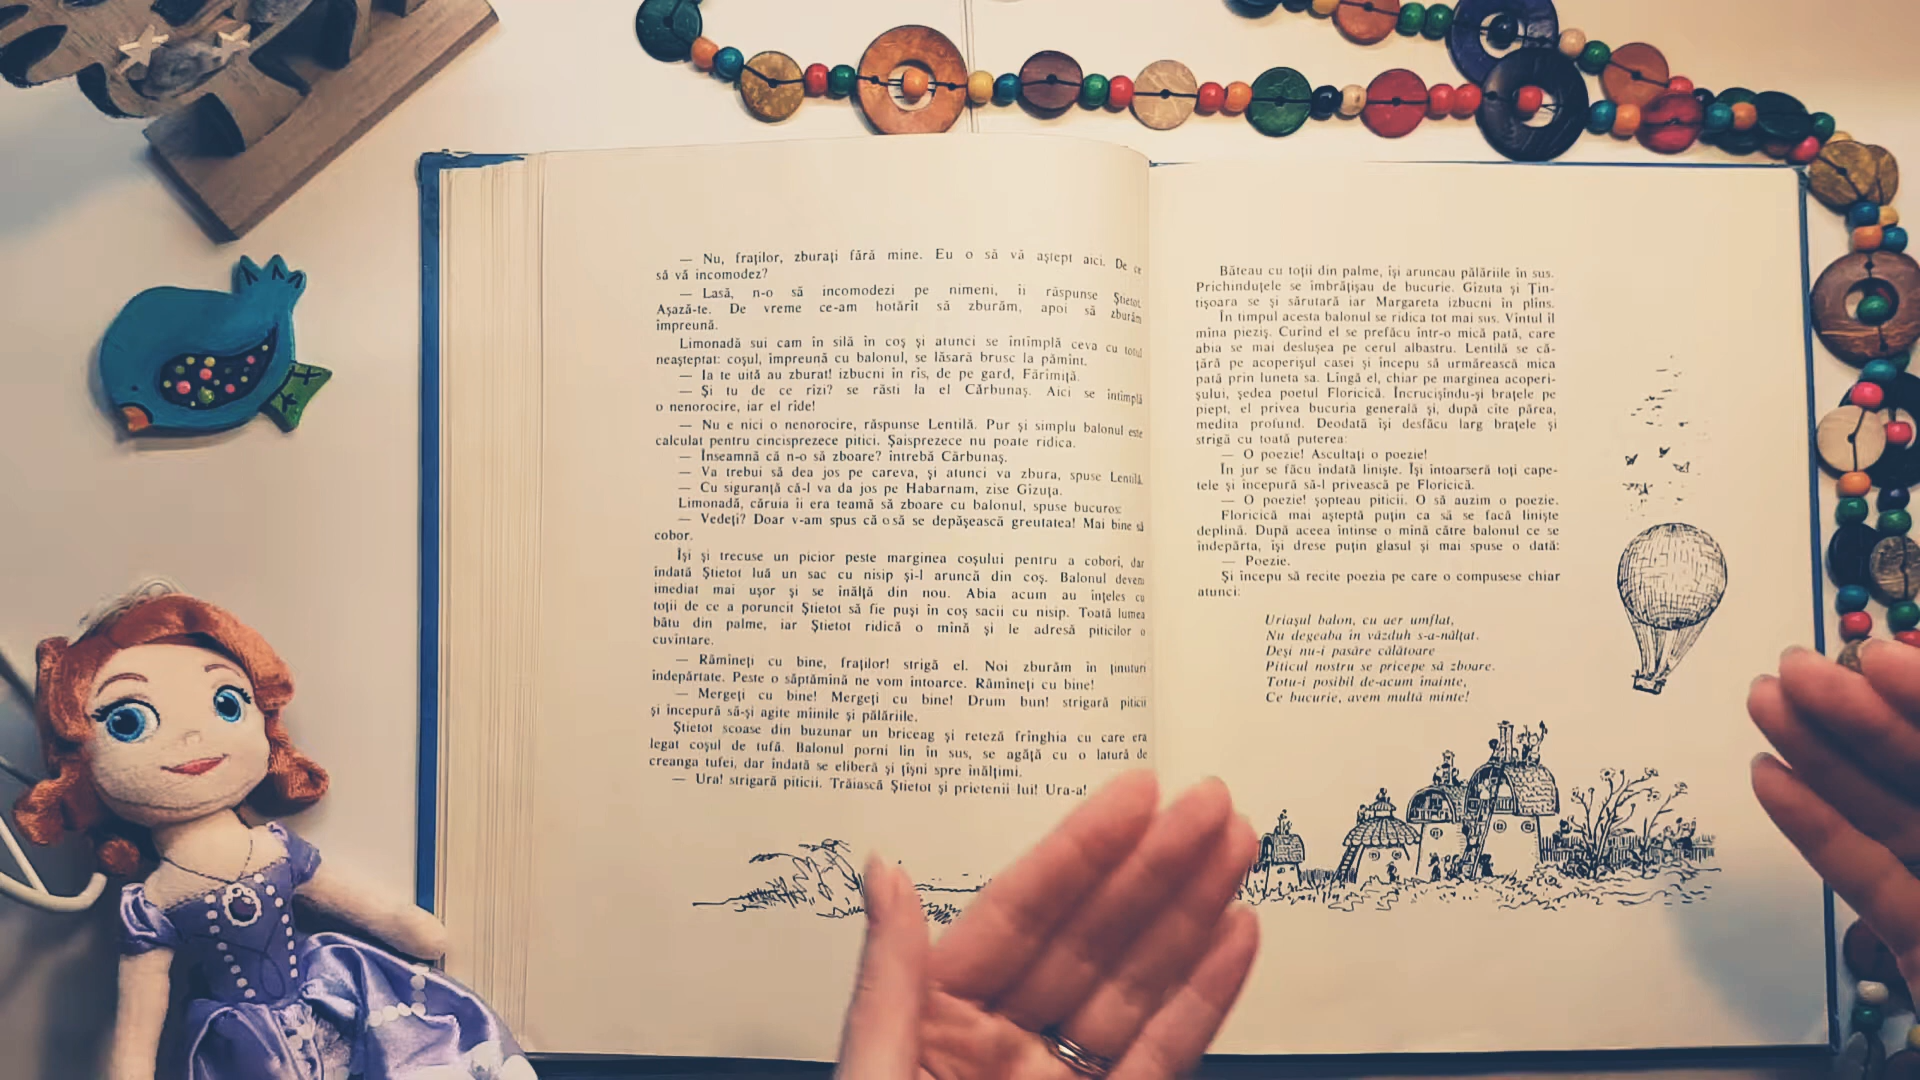 — Nu, fraţilor, zburaţi fără mine. Eu o să vă aştept aici. De ce
să vă incomodez?
— Lasă, n-o să incomodezi pe nimeni, îi răspunse Ştietot.
Aşază-te. De vreme ce-am hotărît să zburăm, apoi să zburăm
împreună.
Limonadă sui cam în silă în coş şi atunci se întîmplă ceva cu totul
neaşteptat: coşul, împreună cu balonul, se lăsară brusc la pămînt.
— Ia te uită au zburat! izbucni în rîs, de pe gard, Fărîmiţă.
— Şi tu de ce rîzi? se răsti la el Cărbunaş. Aici se întîmplă
o nenorocire, iar el rîde!
— Nu e nici o nenorocire, răspunse Lentilă. Pur şi simplu balonul este
calculat pentru cincisprezece pitici. Şaisprezece nu poate ridica.
— Înseamnă că n-o să zboare? întrebă Cărbunaş.
— Va trebui să dea jos pe careva, şi atunci va zbura, spuse Lentilă.
— Cu siguranţă că-l va da jos pe Habarnam, zise Gîzuţa.
Limonadă, căruia îi era teamă să zboare cu balonul, spuse bucuros:
— Vedeţi? Doar v-am spus că o să se depăşească greutatea! Mai bine să
cobor.
Îşi şi trecuse un picior peste marginea coşului pentru a coborî, dar
îndată Ştietot luă un sac cu nisip şi-l aruncă din coş. Balonul deveni
imediat mai uşor şi se înălţă din nou. Abia acum au înţeles cu
toţii de ce a poruncit Ştietot să fie puşi în coş sacii cu nisip. Toată lumea
bătu din palme, iar Ştietot ridică o mînă şi le adresă piticilor o
cuvîntare.
— Rămîneţi cu bine, fraţilor! strigă el. Noi zburăm în ţinuturi
îndepărtate. Peste o săptămînă ne vom întoarce. Rămîneţi cu bine!
— Mergeţi cu bine! Mergeţi cu bine! Drum bun! strigară piticii
şi începură să-şi agite mîinile şi pălăriile.
Ştietot scoase din buzunar un briceag şi reteză frînghia cu care era
legat coşul de tufă. Balonul porni lin în sus, se agăţă cu o latură de
creanga tufei, dar îndată se eliberă şi ţîşni spre înălţimi.
— Ura! strigară piticii. Trăiască Ştietot şi prietenii lui! Ura-a!
Băteau cu toţii din palme, îşi aruncau pălăriile în sus.
Prichinduţele se îmbrăţişau de bucurie. Gîzuţa şi Ţin-
tişoara se şi sărutară iar Margareta izbucni în plîns.
În timpul acesta balonul se ridica tot mai sus. Vîntul îl
mîna pieziş. Curînd el se prefăcu într-o mică pată, care
abia se mai desluşea pe cerul albastru. Lentilă se că-
ţără pe acoperişul casei şi începu să urmărească mica
pată prin luneta sa. Lîngă el, chiar pe marginea acoperi-
şului, şedea poetul Floricică. Încrucişîndu-şi braţele pe
piept, el privea bucuria generală şi, după cîte părea,
medita profund. Deodată îşi desfăcu larg braţele şi
strigă cu toată puterea:
— O poezie! Ascultaţi o poezie!
În jur se făcu îndată linişte. Îşi întoarseră toţi cape-
tele şi începură să-l privească pe Floricică.
— O poezie! şopteau piticii. O să auzim o poezie.
Floricică mai aşteptă puţin ca să se facă linişte
deplină. După aceea întinse o mînă către balonul ce se
îndepărta, îşi drese puţin glasul şi mai spuse o dată:
— Poezie.
Şi începu să recite poezia pe care o compusese chiar
atunci:
Uriaşul balon, cu aer umflat,
Nu degeaba în văzduh s-a-nălţat.
Deşi nu-i pasăre călătoare
Piticul nostru se pricepe să zboare.
Totu-i posibil de-acum înainte,
Ce bucurie, avem multă minte!